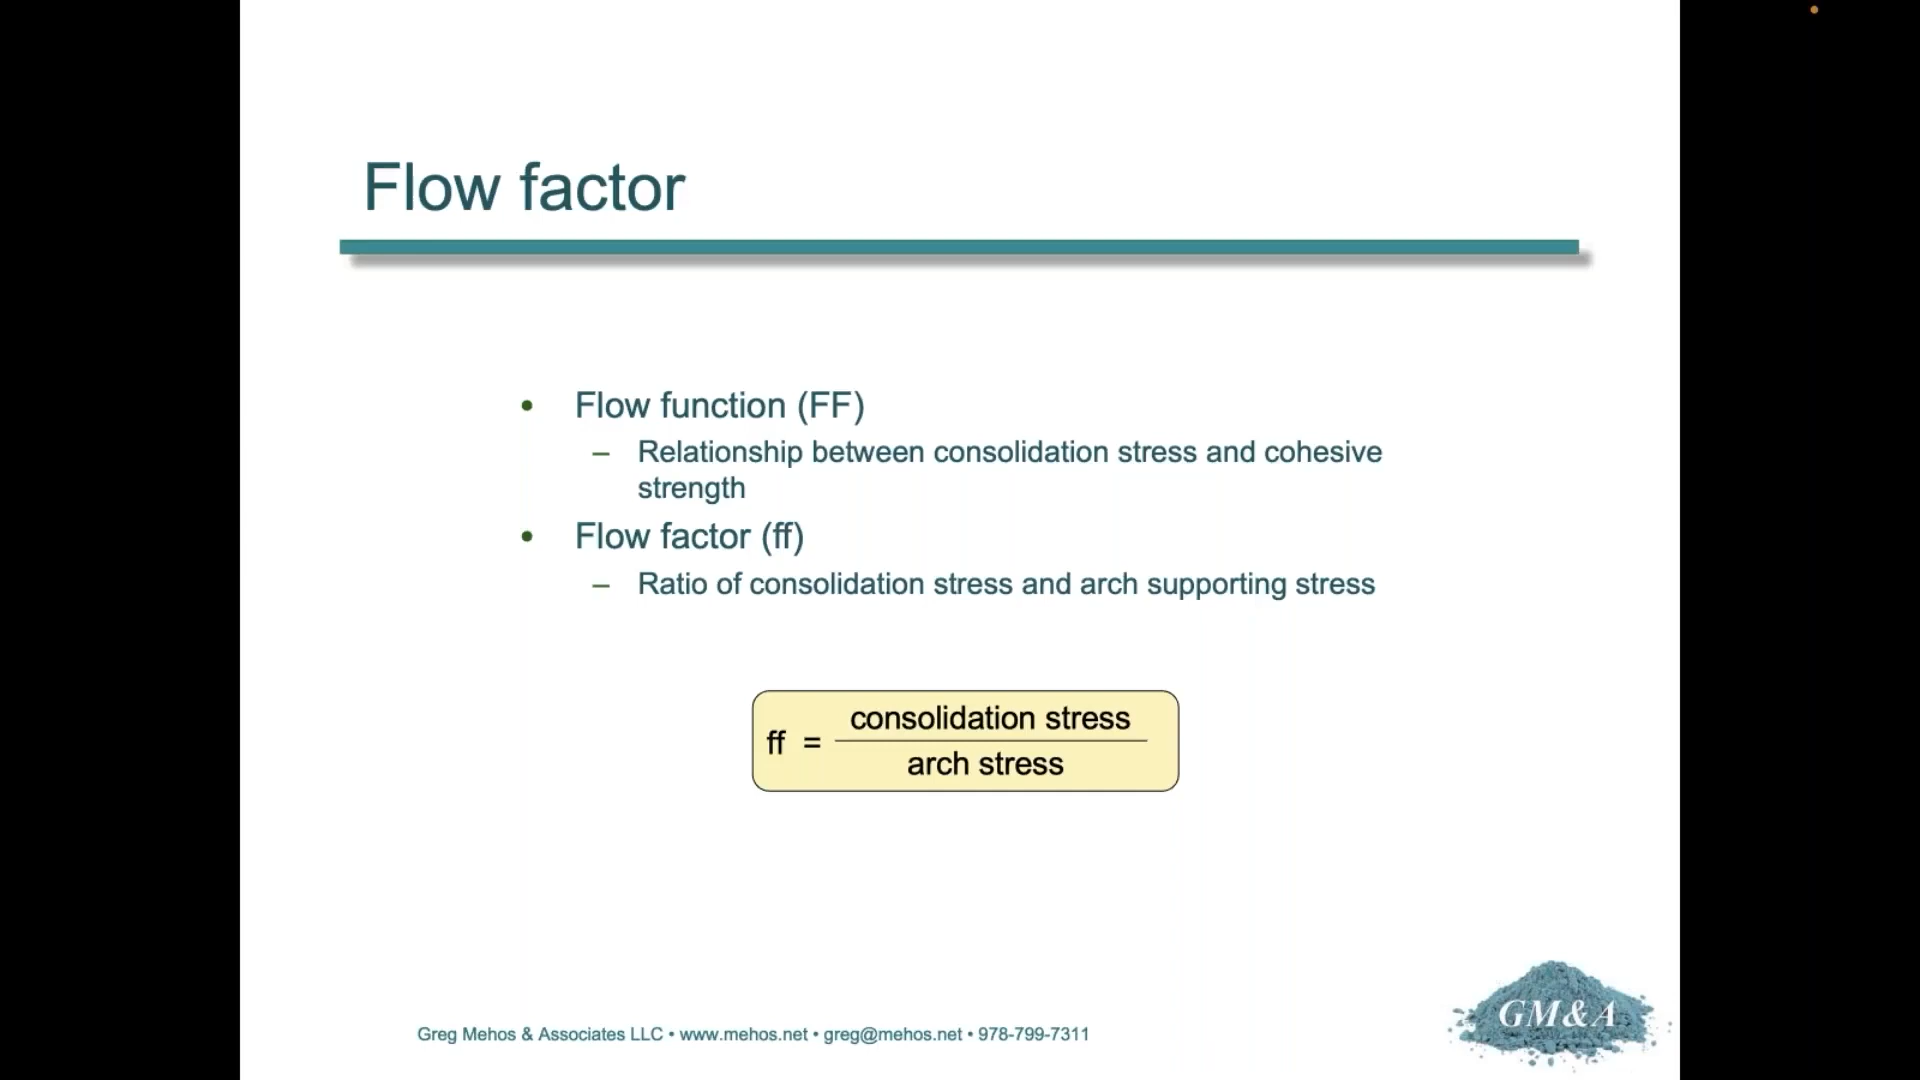 Flow factor
• Flow function (FF)
– Relationship between consolidation stress and cohesive
strength
• Flow factor (ff)
– Ratio of consolidation stress and arch supporting stress
consolidation stress
ff =
arch stress
GM&A
Greg Mehos & Associates LLC • www.mehos.net • greg@mehos.net • 978-799-7311